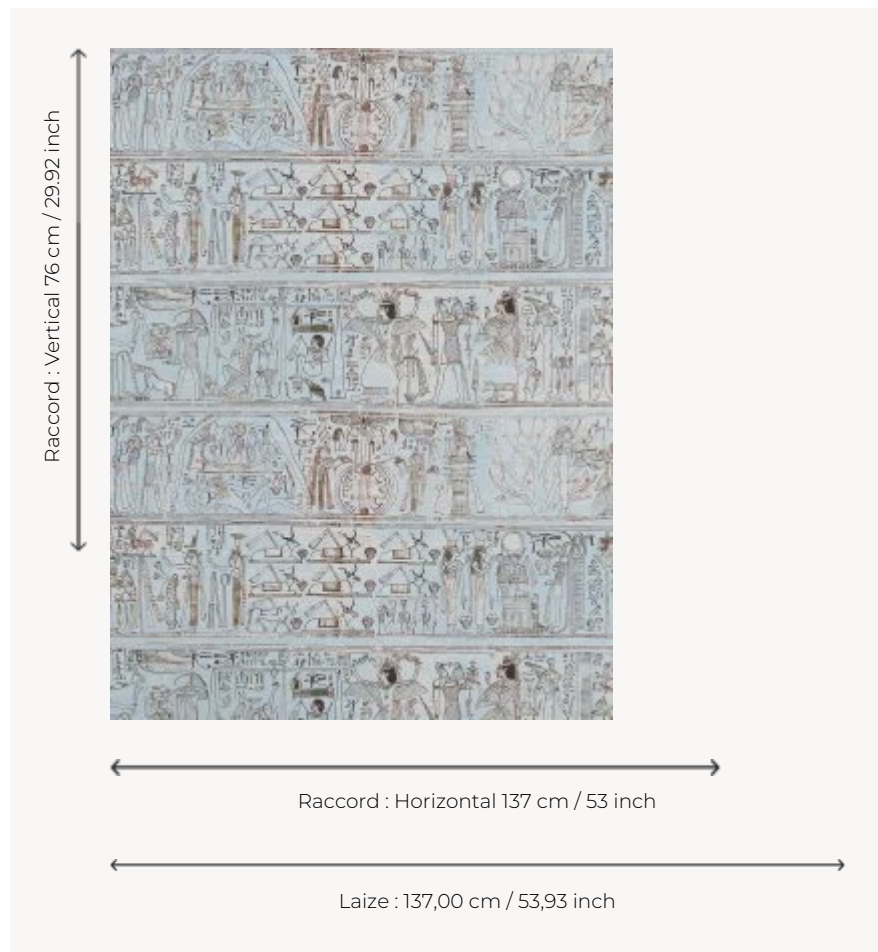 Raccord : Vertical 76 cm / 29.92 inch
Raccord : Horizontal 137 cm / 53 inch
Laize : 137,00 cm / 53,93 inch